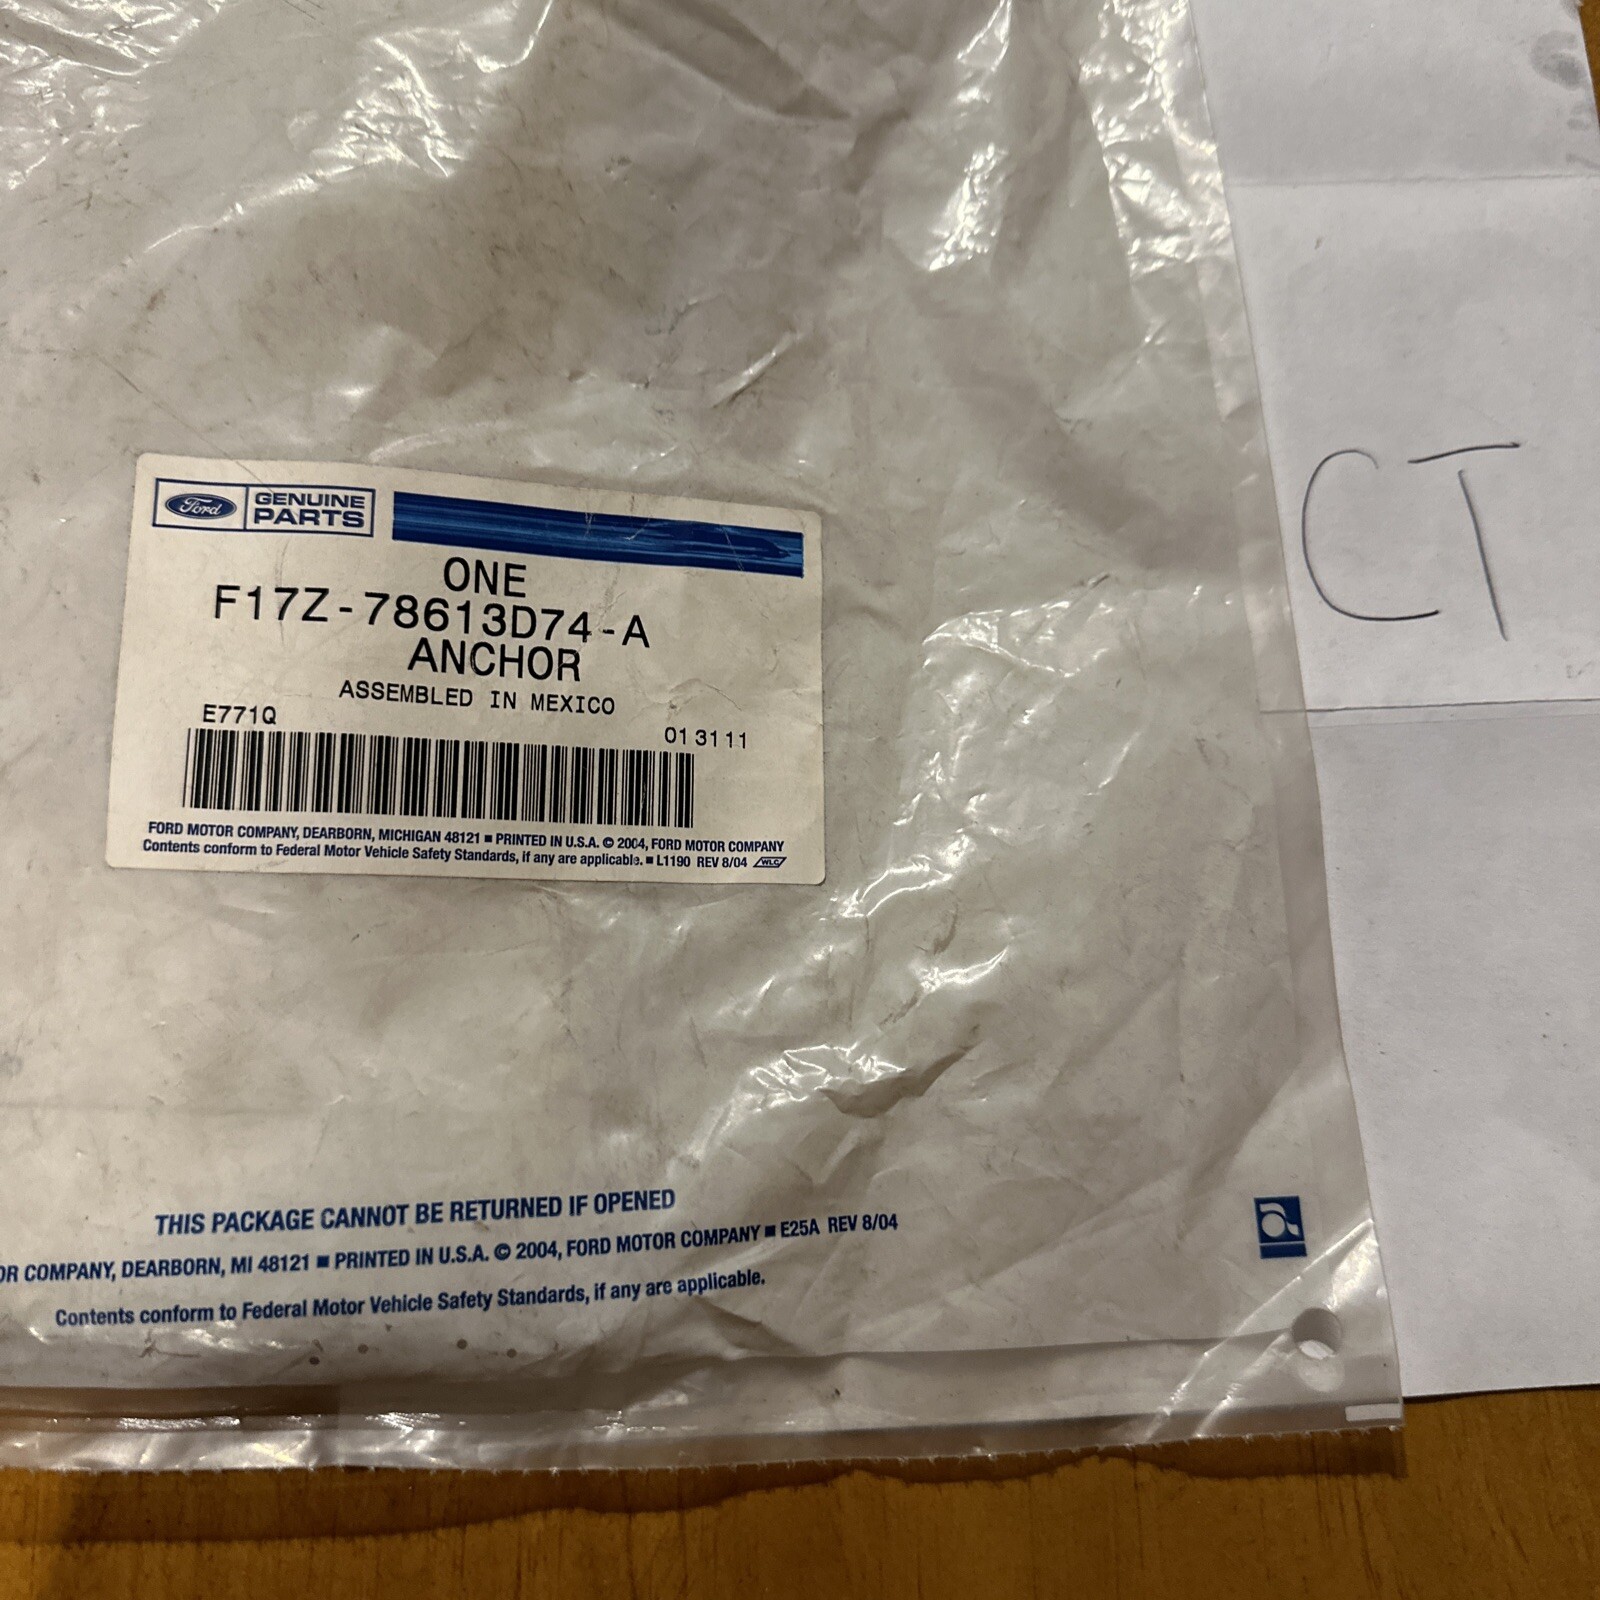 Ford GENUINE PARTS
ONE
F17Z-78613D74-A
ANCHOR
ASSEMBLED IN MEXICO
E771Q 013111
FORD MOTOR COMPANY, DEARBORN, MICHIGAN 48121 ■ PRINTED IN U.S.A. © 2004, FORD MOTOR COMPANY
Contents conform to Federal Motor Vehicle Safety Standards, if any are applicable. ■ L1190 REV 8/04 WLC
CT
THIS PACKAGE CANNOT BE RETURNED IF OPENED
OR COMPANY, DEARBORN, MI 48121 ■ PRINTED IN U.S.A. © 2004, FORD MOTOR COMPANY ■ E25A REV 8/04
Contents conform to Federal Motor Vehicle Safety Standards, if any are applicable.
a